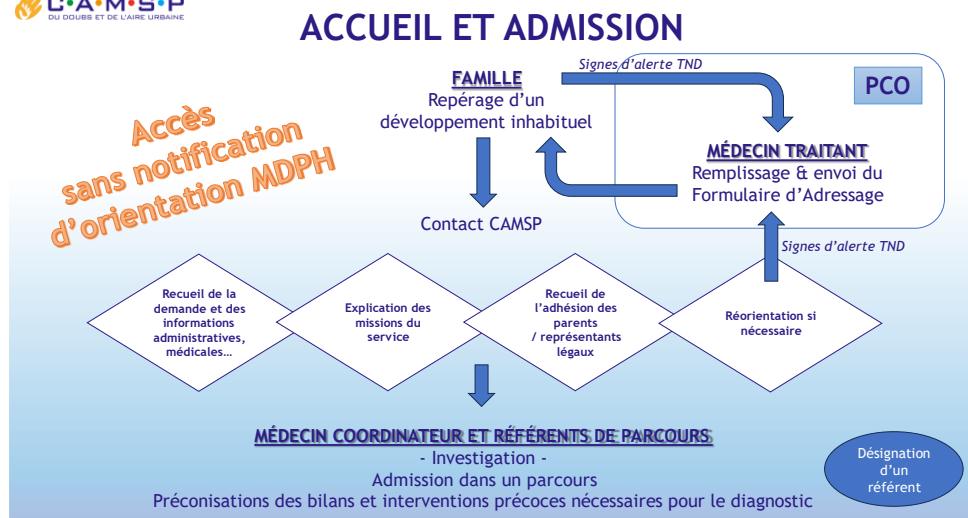 C•A•M•S•P
DU DOUBS ET DE L'AIRE URBAINE
ACCUEIL ET ADMISSION
Signes d'alerte TND
PCO
FAMILLE
Repérage d'un
développement inhabituel
Accès
sans notification
d'orientation MDPH
MÉDECIN TRAITANT
Remplissage & envoi du
Formulaire d'Adressage
Contact CAMSP
Signes d'alerte TND
Recueil de la
demande et des
informations
administratives,
médicales…
Explication des
missions du
service
Recueil de
l'adhésion des
parents
/ représentants
légaux
Réorientation si
nécessaire
MÉDECIN COORDINATEUR ET RÉFÉRENTS DE PARCOURS
- Investigation -
Admission dans un parcours
Préconisations des bilans et interventions précoces nécessaires pour le diagnostic
Désignation
d'un
référent